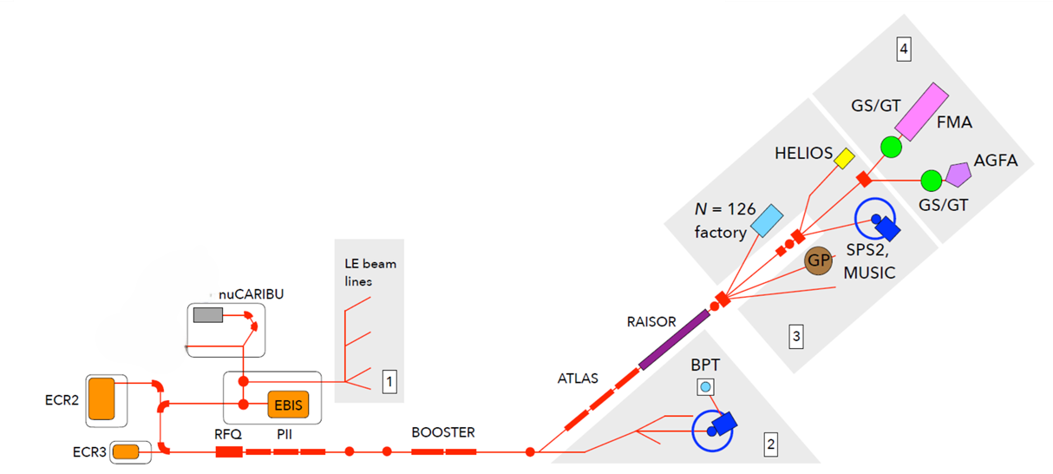 4
GS/GT
FMA
HELIOS
AGFA
GS/GT
N = 126
factory
SPS2,
MUSIC
GP
LE beam
lines
nuCARIBU
RAISOR
3
BPT
ATLAS
1
ECR2
EBIS
RFQ
PII
BOOSTER
2
ECR3